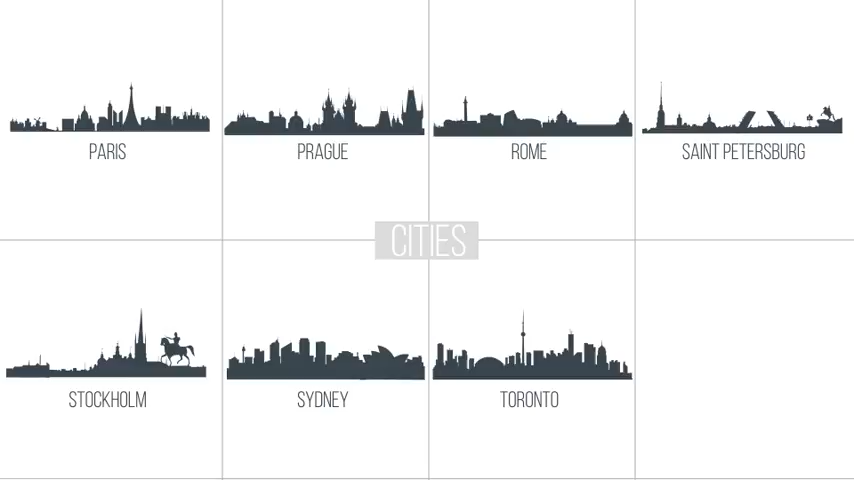 PARIS
PRAGUE
ROME
SAINT PETERSBURG
CITIES
STOCKHOLM
SYDNEY
TORONTO